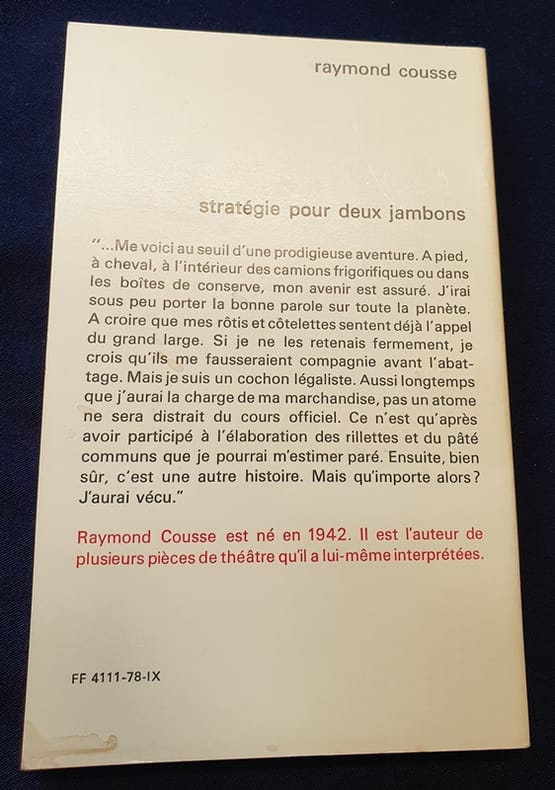 raymond cousse
stratégie pour deux jambons
"...Me voici au seuil d'une prodigieuse aventure. A pied,
à cheval, à l'intérieur des camions frigorifiques ou dans
les boîtes de conserve, mon avenir est assuré. J'irai
sous peu porter la bonne parole sur toute la planète.
A croire que mes rôtis et côtelettes sentent déjà l'appel
du grand large. Si je ne les retenais fermement, je
crois qu'ils me fausseraient compagnie avant l'abat-
tage. Mais je suis un cochon légaliste. Aussi longtemps
que j'aurai la charge de ma marchandise, pas un atome
ne sera distrait du cours officiel. Ce n'est qu'après
avoir participé à l'élaboration des rillettes et du pâté
communs que je pourrai m'estimer paré. Ensuite, bien
sûr, c'est une autre histoire. Mais qu'importe alors?
J'aurai vécu."
Raymond Cousse est né en 1942. Il est l'auteur de
plusieurs pièces de théâtre qu'il a lui-même interprétées.
FF 4111-78-IX